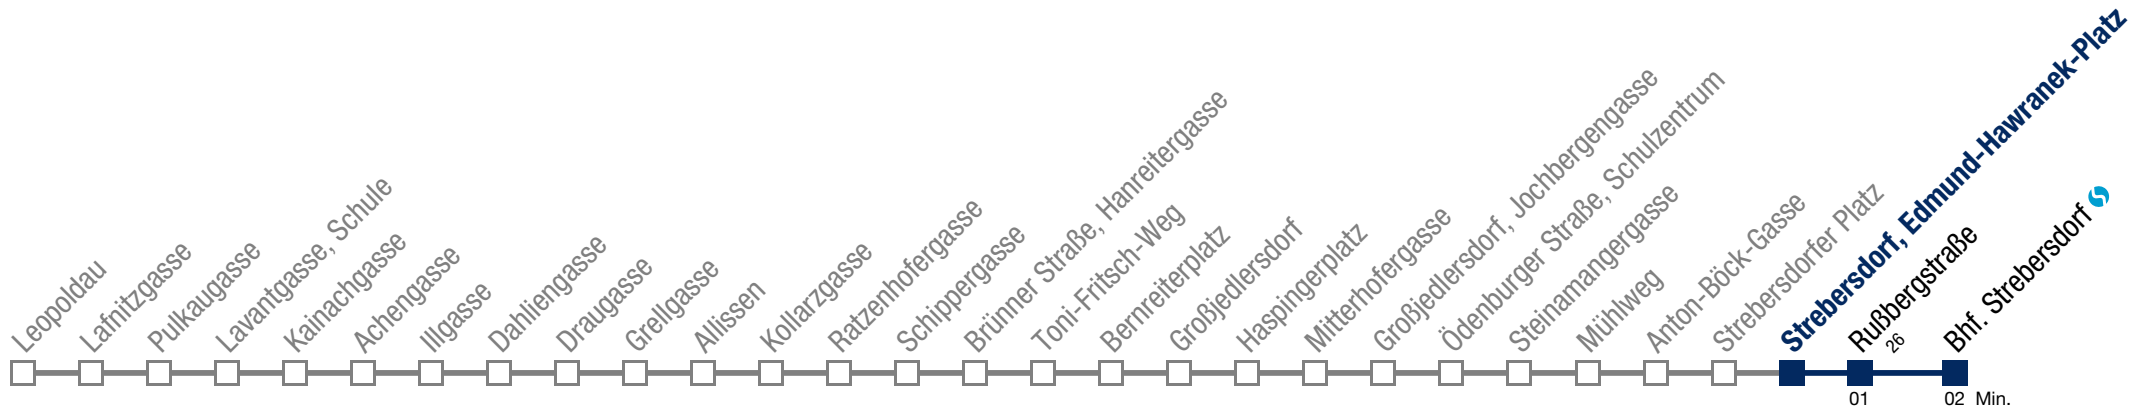 Leopoldau
Lafnitzgasse
Pulkaugasse
Lavantgasse, Schule
Kainachgasse
Achengasse
Illgasse
Dahliengasse
Draugasse
Grellgasse
Allissen
Kollarzgasse
Ratzenhofergasse
Schippergasse
Brünner Straße, Hanreitergasse
Toni-Fritsch-Weg
Bernreiterplatz
Großjedlersdorf
Haspingerplatz
Mitterhofergasse
Großjedlersdorf, Jochbergengasse
Ödenburger Straße, Schulzentrum
Steinamangergasse
Mühlweg
Anton-Böck-Gasse
Strebersdorfer Platz
Strebersdorf, Edmund-Hawranek-Platz
Rußbergstraße
26
Bhf. Strebersdorf
01
02 Min.